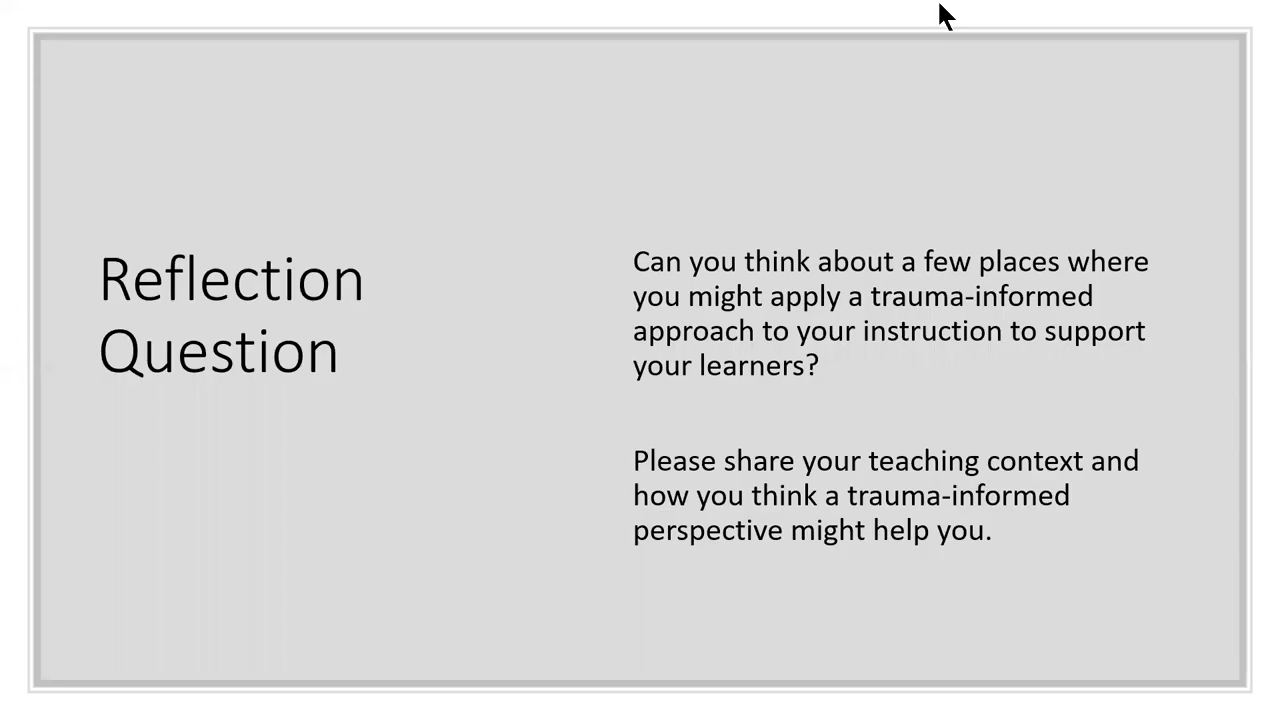 Reflection
Question
Can you think about a few places where
you might apply a trauma-informed
approach to your instruction to support
your learners?
Please share your teaching context and
how you think a trauma-informed
perspective might help you.